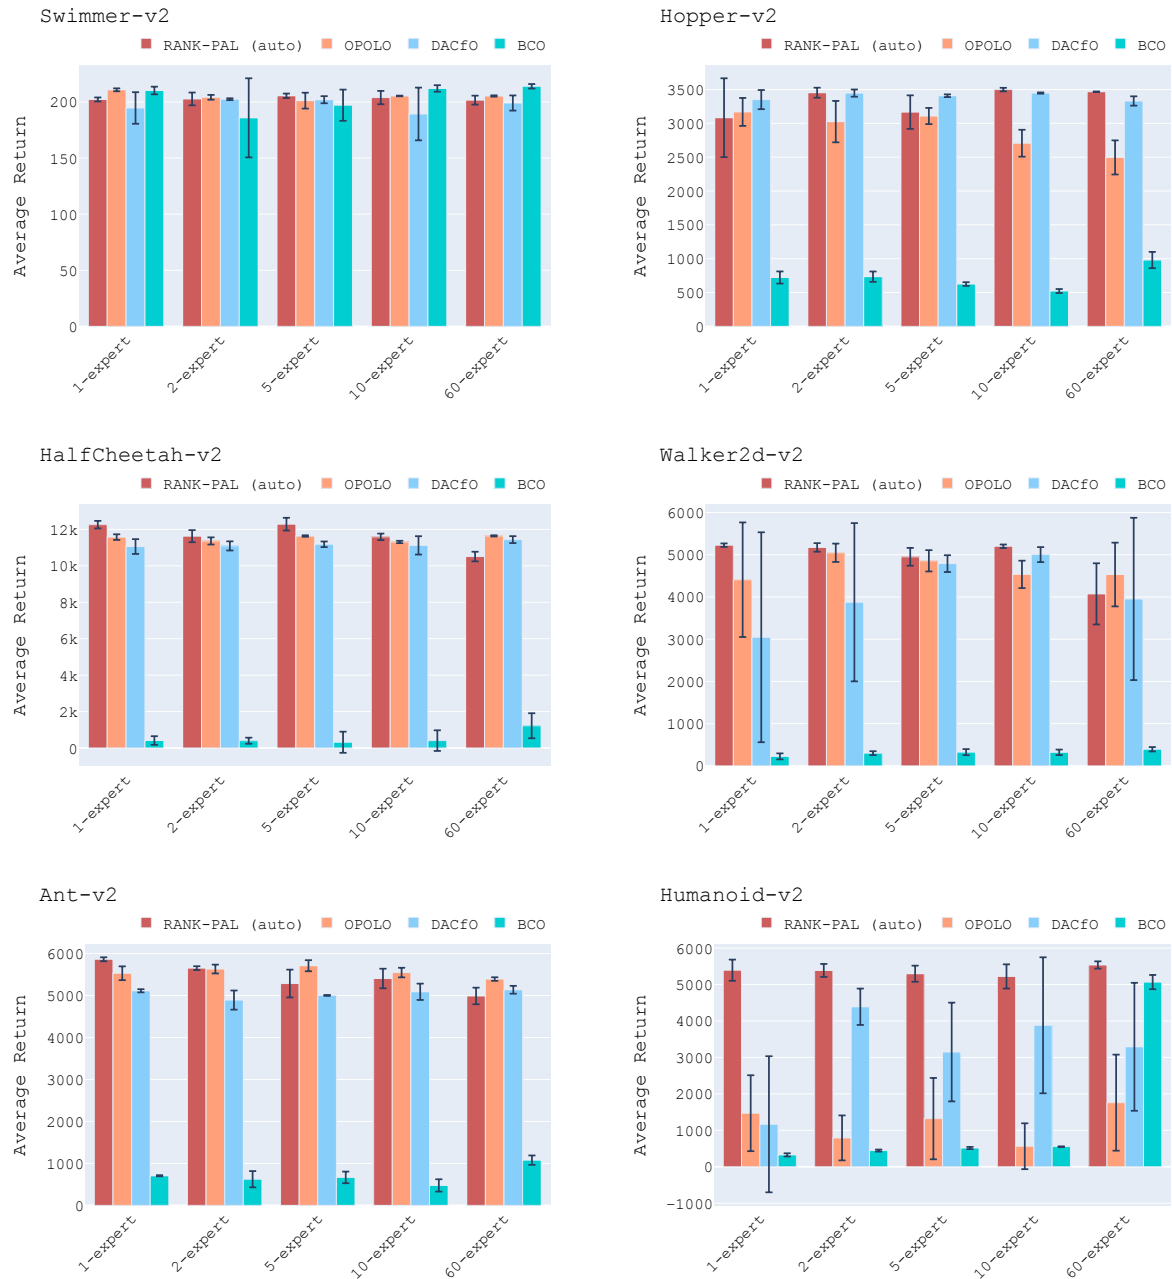 Swimmer-v2
RANK-PAL (auto) OPOLO DACfO BCO
Average Return
200
150
100
50
0
1-expert 2-expert 5-expert 10-expert 60-expert
Hopper-v2
RANK-PAL (auto) OPOLO DACfO BCO
Average Return
3500
3000
2500
2000
1500
1000
500
0
1-expert 2-expert 5-expert 10-expert 60-expert
HalfCheetah-v2
RANK-PAL (auto) OPOLO DACfO BCO
Average Return
12k
10k
8k
6k
4k
2k
0
1-expert 2-expert 5-expert 10-expert 60-expert
Walker2d-v2
RANK-PAL (auto) OPOLO DACfO BCO
Average Return
6000
5000
4000
3000
2000
1000
0
1-expert 2-expert 5-expert 10-expert 60-expert
Ant-v2
RANK-PAL (auto) OPOLO DACfO BCO
Average Return
6000
5000
4000
3000
2000
1000
0
1-expert 2-expert 5-expert 10-expert 60-expert
Humanoid-v2
RANK-PAL (auto) OPOLO DACfO BCO
Average Return
6000
5000
4000
3000
2000
1000
0
−1000
1-expert 2-expert 5-expert 10-expert 60-expert